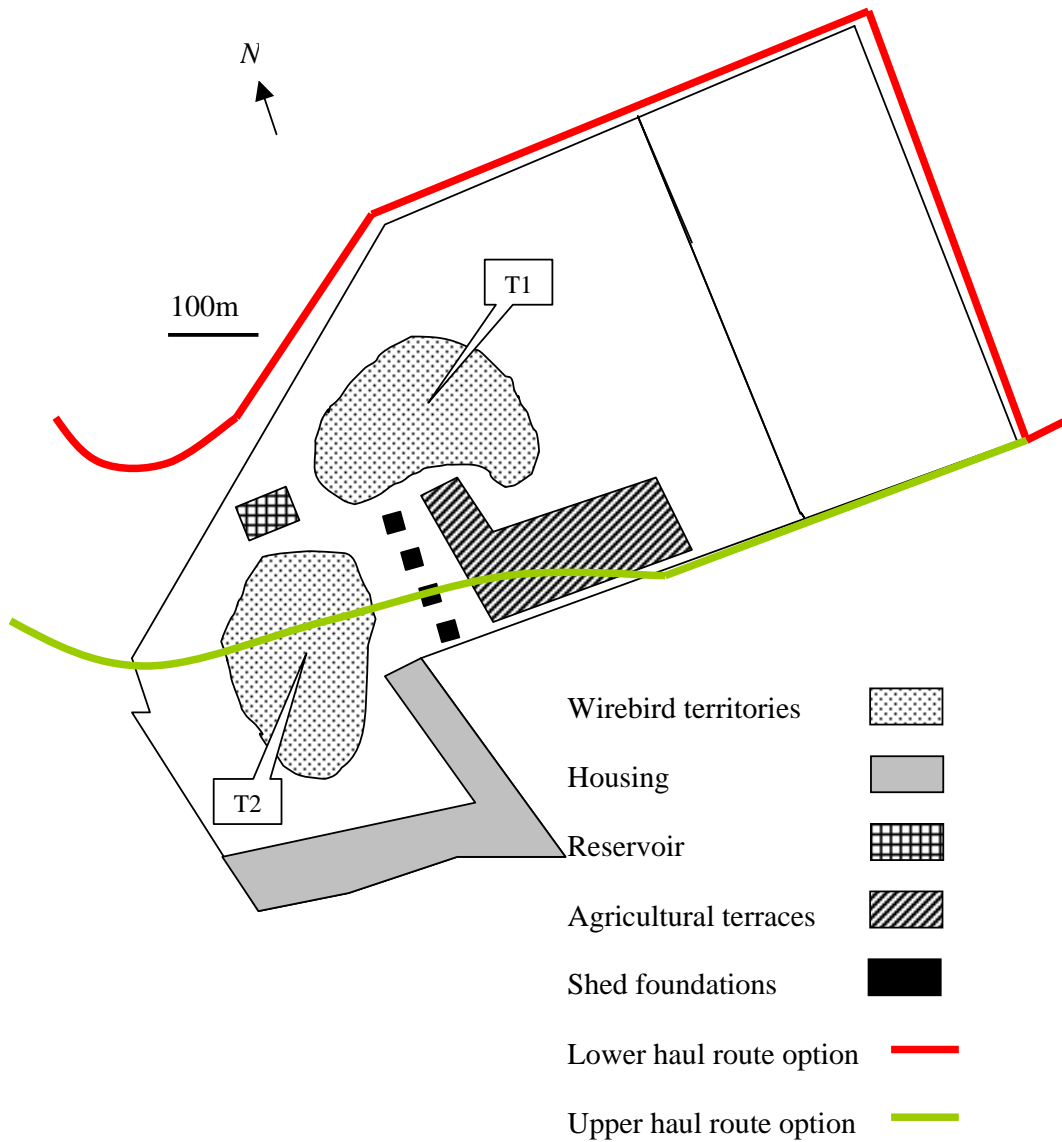 N
T1
100m
Wirebird territories
Housing
T2
Reservoir
Agricultural terraces
Shed foundations
Lower haul route option
Upper haul route option